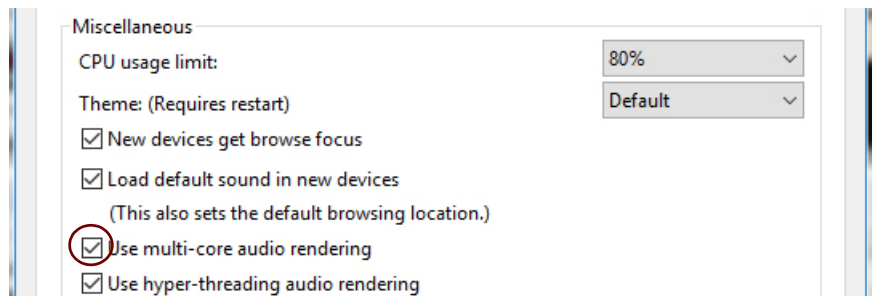 Miscellaneous
CPU usage limit: 80%
Theme: (Requires restart) Default
New devices get browse focus
Load default sound in new devices
(This also sets the default browsing location.)
Use multi-core audio rendering
Use hyper-threading audio rendering